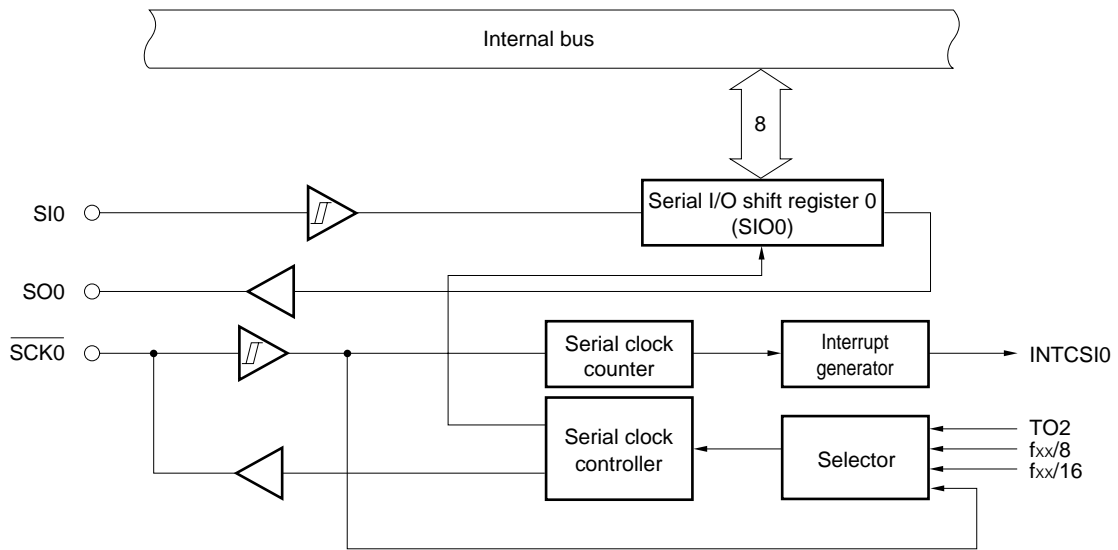 Internal bus
8
SI0
Serial I/O shift register 0
(SIO0)
SO0
SCK0
Serial clock
counter
Interrupt
generator
INTCSI0
Serial clock
controller
Selector
TO2
fxx/8
fxx/16